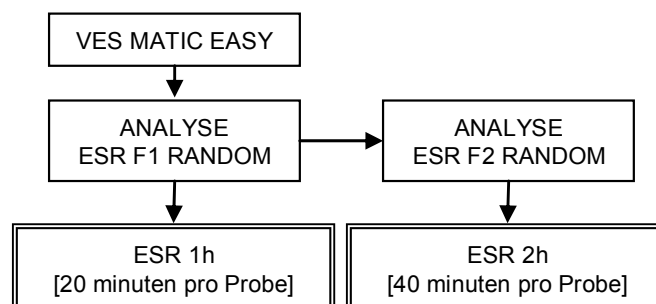 VES MATIC EASY
ANALYSE
ESR F1 RANDOM
ANALYSE
ESR F2 RANDOM
ESR 1h
[20 minuten pro Probe]
ESR 2h
[40 minuten pro Probe]